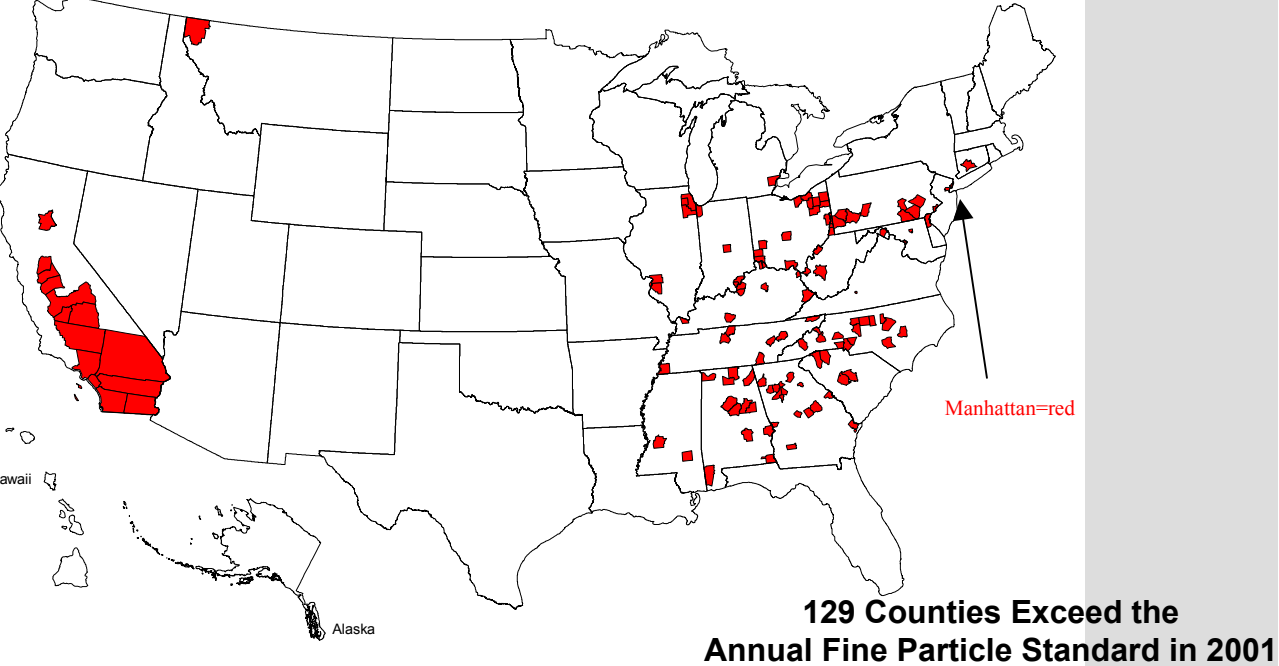 Manhattan=red
awaii
Alaska
129 Counties Exceed the
Annual Fine Particle Standard in 2001